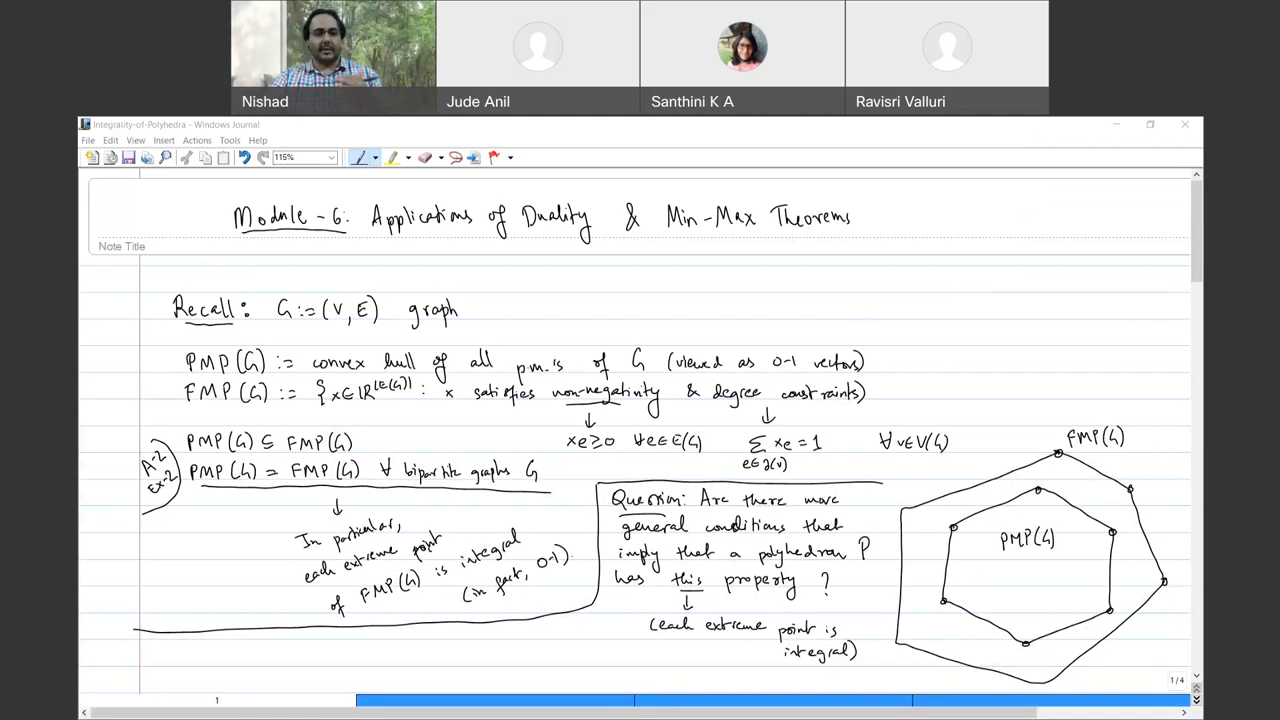 Nishad
Jude Anil
Santhini K A
Ravisri Valluri
Integrality-of-Polyhedra - Windows Journal
File Edit View Insert Actions Tools Help
115%
Module-6: Applications of Duality & Min-Max Theorems
Note Title
Recall: G:=(V,E) graph
PMP(G) := convex hull of all p.m.'s of G (viewed as 0-1 vectors)
FMP(G) := {x∈ℝ^|E(G)| : x satisfies non-negativity & degree constraints}
↓ ↓
PMP(G) ⊆ FMP(G) xe≥0 ∀e∈E(G) ∑ xe=1 ∀v∈V(G)
e∈∂(v)
A-2
Ex-2
PMP(G) = FMP(G) ∀ bipartite graphs G
↓
In particular,
each extreme point
of FMP(G) is integral
(in fact, 0-1).
Question: Are there more
general conditions that
imply that a polyhedron P
has this property ?
↓
(each extreme point is
integral)
FMP(G)
PMP(G)
1/4
1